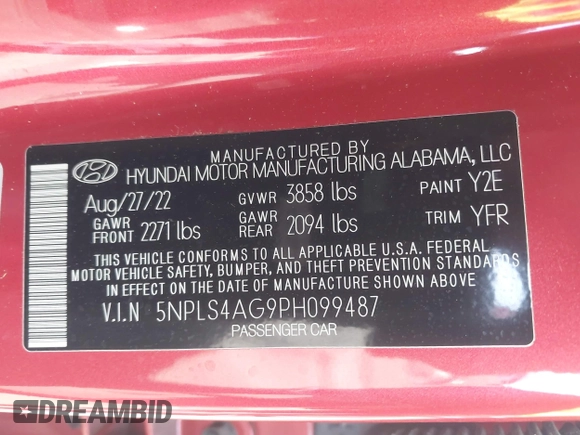 MANUFACTURED BY
HYUNDAI MOTOR MANUFACTURING ALABAMA, LLC
Aug/27/22 GVWR 3858 lbs PAINT Y2E
GAWR FRONT 2271 lbs GAWR REAR 2094 lbs TRIM YFR
THIS VEHICLE CONFORMS TO ALL APPLICABLE U.S.A. FEDERAL
MOTOR VEHICLE SAFETY, BUMPER, AND THEFT PREVENTION STANDARDS
IN EFFECT ON THE DATE OF MANUFACTURE SHOWN ABOVE
V.I.N 5NPLS4AG9PH099487
PASSENGER CAR
DREAMBID